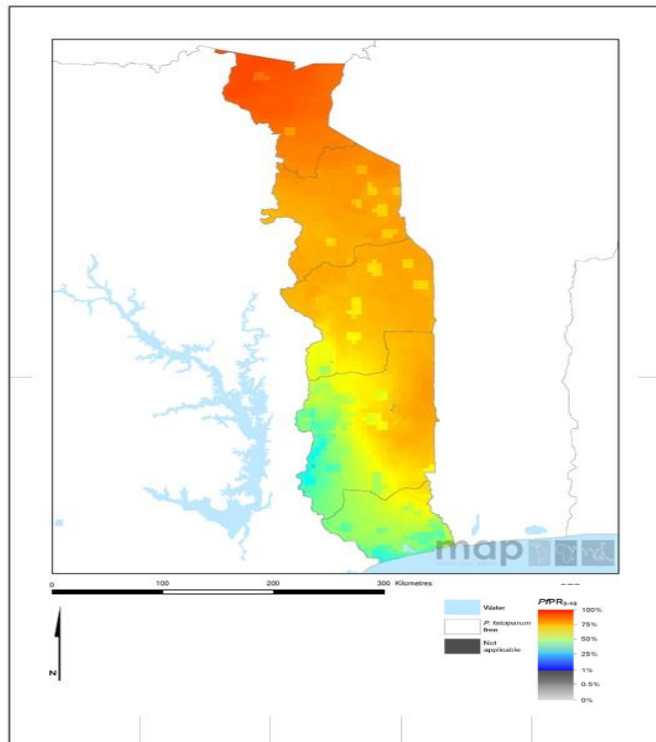 map
0 100 200 300 Kilometres
N
Water
P. falciparum
free
Not
applicable
PfPR2-10
100%
75%
50%
25%
1%
0.5%
0%